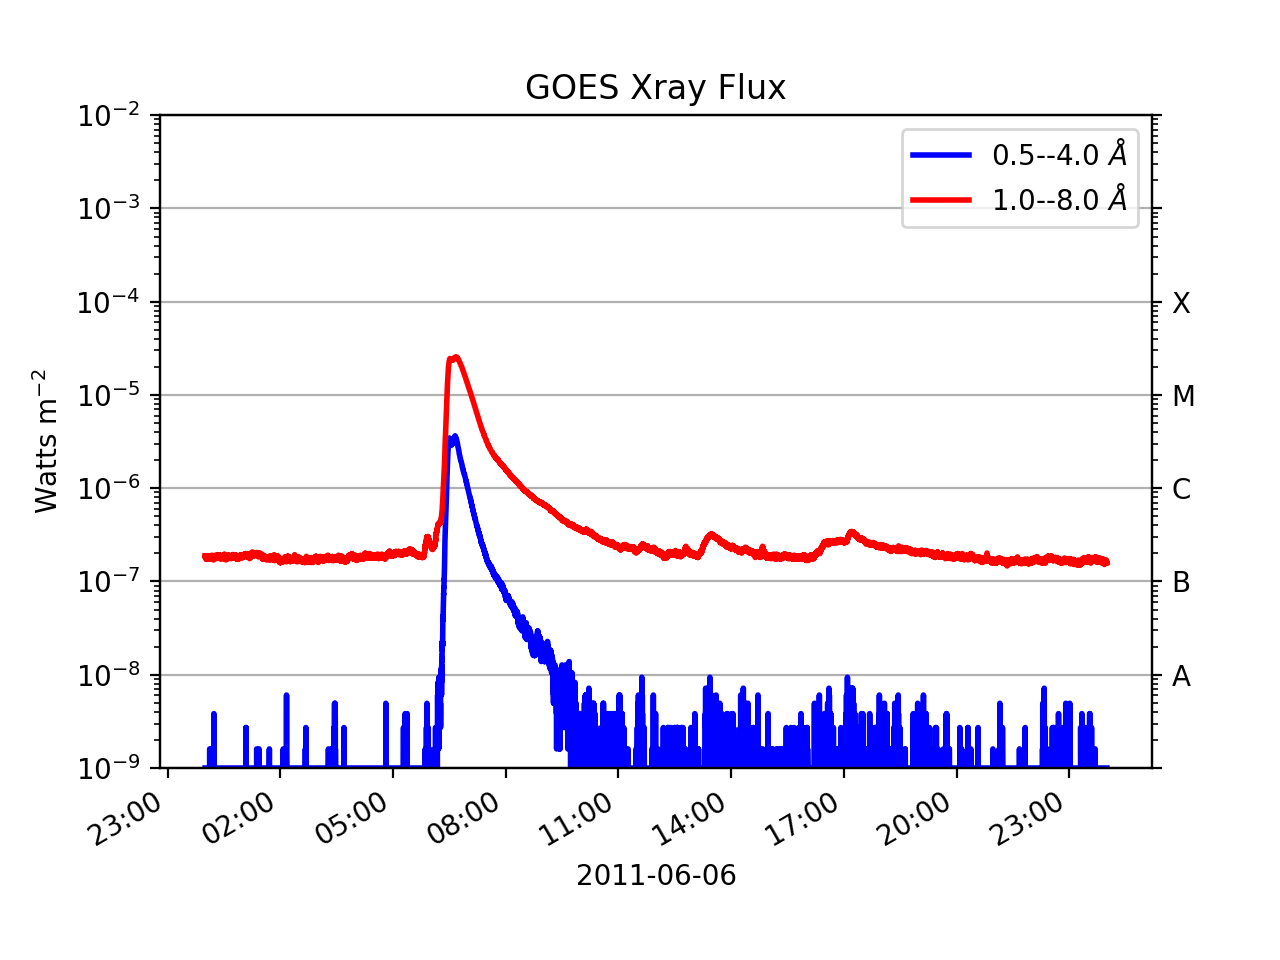 GOES Xray Flux
10⁻²
10⁻³
10⁻⁴
10⁻⁵
10⁻⁶
10⁻⁷
10⁻⁸
10⁻⁹
Watts m⁻²
0.5--4.0 Å
1.0--8.0 Å
X
M
C
B
A
23:00
02:00
05:00
08:00
11:00
14:00
17:00
20:00
23:00
2011-06-06